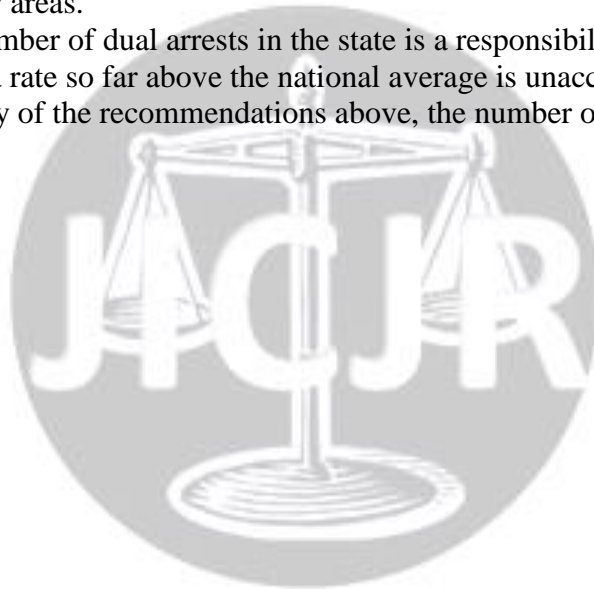 areas.
mber of dual arrests in the state is a responsibil
rate so far above the national average is unacc
of the recommendations above, the number o
JICJR